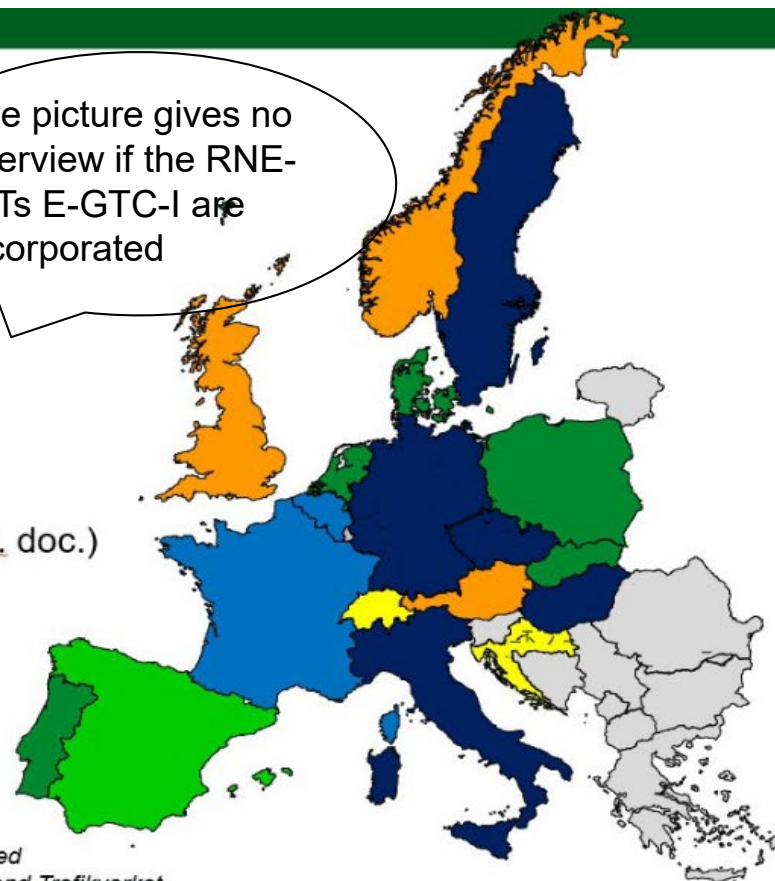 e picture gives no
erview if the RNE-
Ts E-GTC-I are
corporated
. doc.)
ed